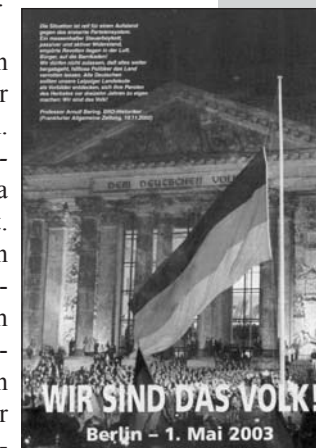 Die Situation ist reif für einen Aufstand
gegen das erstarrte Parteiensystem.
Ein massenhafter Steuerboykott,
passiver und aktiver Widerstand,
empörte Revolten liegen in der Luft.
Bürger, auf die Barrikaden!
Wir dürfen nicht zulassen, daß alles weiter
bergabgeht, hilflose Politiker das Land
verrotten lassen. Alle Deutschen
sollten unsere Leipziger Landsleute
als Vorbilder entdecken, sich ihre Parolen
des Herbstes vor dreizehn Jahren zu eigen
machen: Wir sind das Volk!
Professor Arnulf Baring, BRD-Historiker
(Frankfurter Allgemeine Zeitung, 19.11.2002)
DEM DEUTSCHEN VOLKE
WIR SIND DAS VOLK!
Berlin – 1. Mai 2003